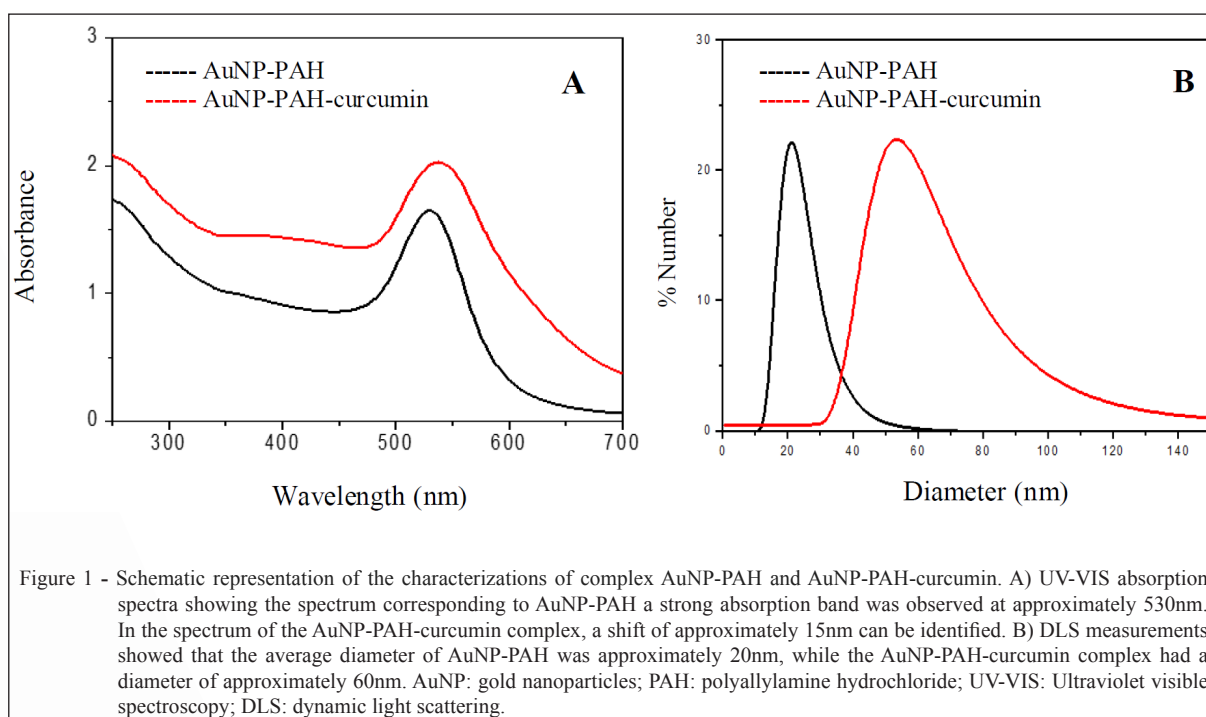 3
2
1
0
Absorbance
AuNP-PAH
AuNP-PAH-curcumin
A
300
400
500
600
700
Wavelength (nm)
30
20
10
0
% Number
AuNP-PAH
AuNP-PAH-curcumin
B
0
20
40
60
80
100
120
140
Diameter (nm)
Figure 1 - Schematic representation of the characterizations of complex AuNP-PAH and AuNP-PAH-curcumin. A) UV-VIS absorption
spectra showing the spectrum corresponding to AuNP-PAH a strong absorption band was observed at approximately 530nm.
In the spectrum of the AuNP-PAH-curcumin complex, a shift of approximately 15nm can be identified. B) DLS measurements
showed that the average diameter of AuNP-PAH was approximately 20nm, while the AuNP-PAH-curcumin complex had a
diameter of approximately 60nm. AuNP: gold nanoparticles; PAH: polyallylamine hydrochloride; UV-VIS: Ultraviolet visible
spectroscopy; DLS: dynamic light scattering.